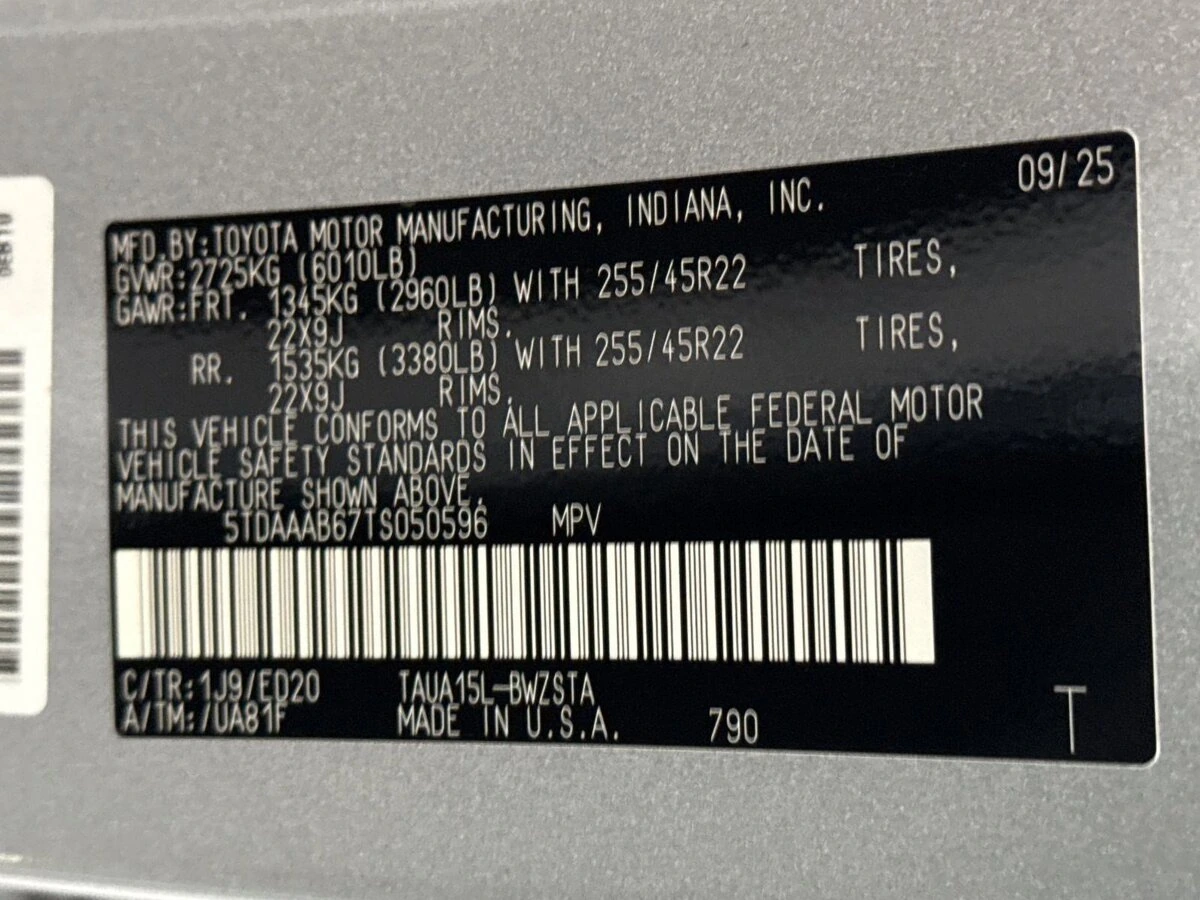 09/25
MFD.BY:TOYOTA MOTOR MANUFACTURING, INDIANA, INC.
GVWR:2725KG (6010LB)
GAWR:FRT. 1345KG (2960LB) WITH 255/45R22 TIRES,
22X9J RIMS.
RR. 1535KG (3380LB) WITH 255/45R22 TIRES,
22X9J RIMS.
THIS VEHICLE CONFORMS TO ALL APPLICABLE FEDERAL MOTOR
VEHICLE SAFETY STANDARDS IN EFFECT ON THE DATE OF
MANUFACTURE SHOWN ABOVE.
5TDAAAB67TS050596 MPV
C/TR:1J9/ED20 TAUA15L-BWZSTA
A/TM:/UA81F MADE IN U.S.A. 790
T